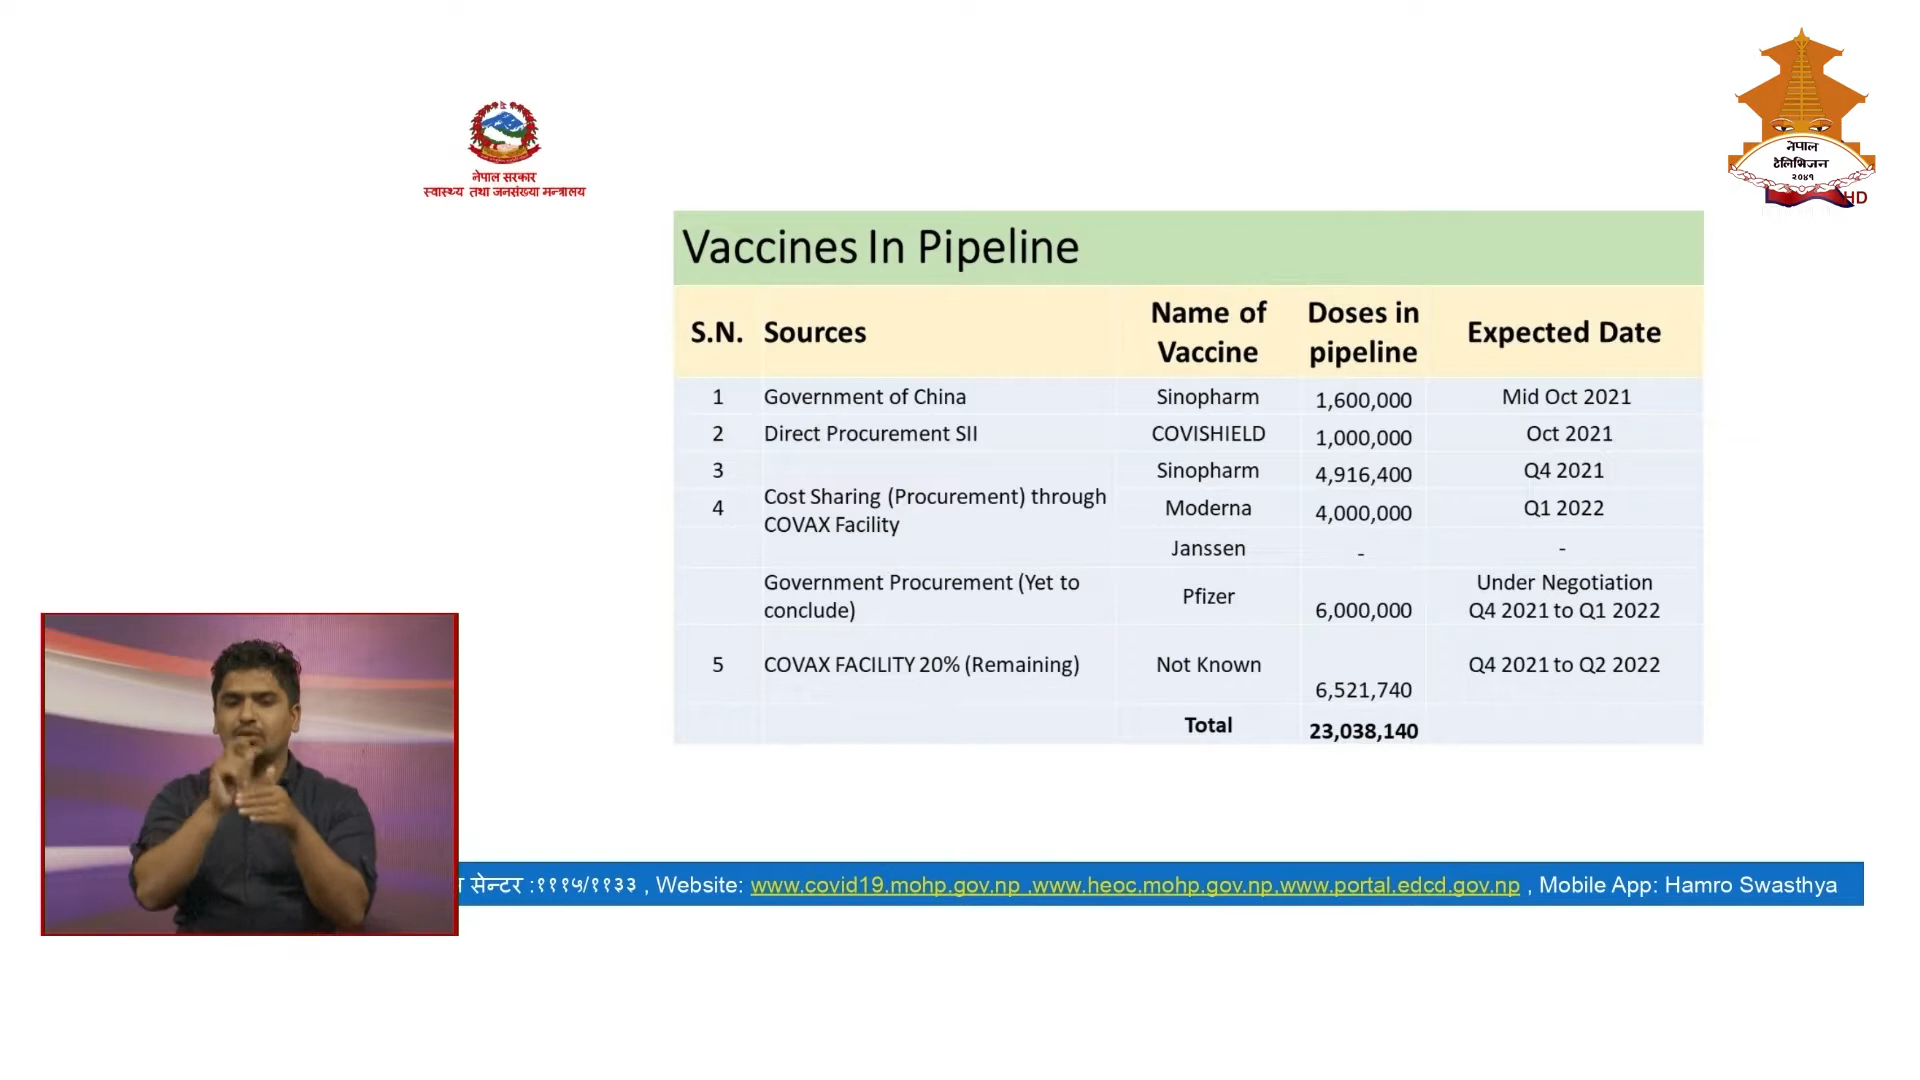 नेपाल सरकार
स्वास्थ्य तथा जनसंख्या मन्त्रालय
नेपाल
टेलिभिजन
२०४१
HD
Vaccines In Pipeline
S.N. Sources Name of Vaccine Doses in pipeline Expected Date
1 Government of China Sinopharm 1,600,000 Mid Oct 2021
2 Direct Procurement SII COVISHIELD 1,000,000 Oct 2021
3 Sinopharm 4,916,400 Q4 2021
Cost Sharing (Procurement) through
4 Moderna 4,000,000 Q1 2022
COVAX Facility
Janssen - -
Government Procurement (Yet to
conclude)
Pfizer 6,000,000
Under Negotiation
Q4 2021 to Q1 2022
5 COVAX FACILITY 20% (Remaining) Not Known 6,521,740 Q4 2021 to Q2 2022
Total 23,038,140
सेन्टर :१११५/११३३ , Website: www.covid19.mohp.gov.np ,www.heoc.mohp.gov.np,www.portal.edcd.gov.np , Mobile App: Hamro Swasthya